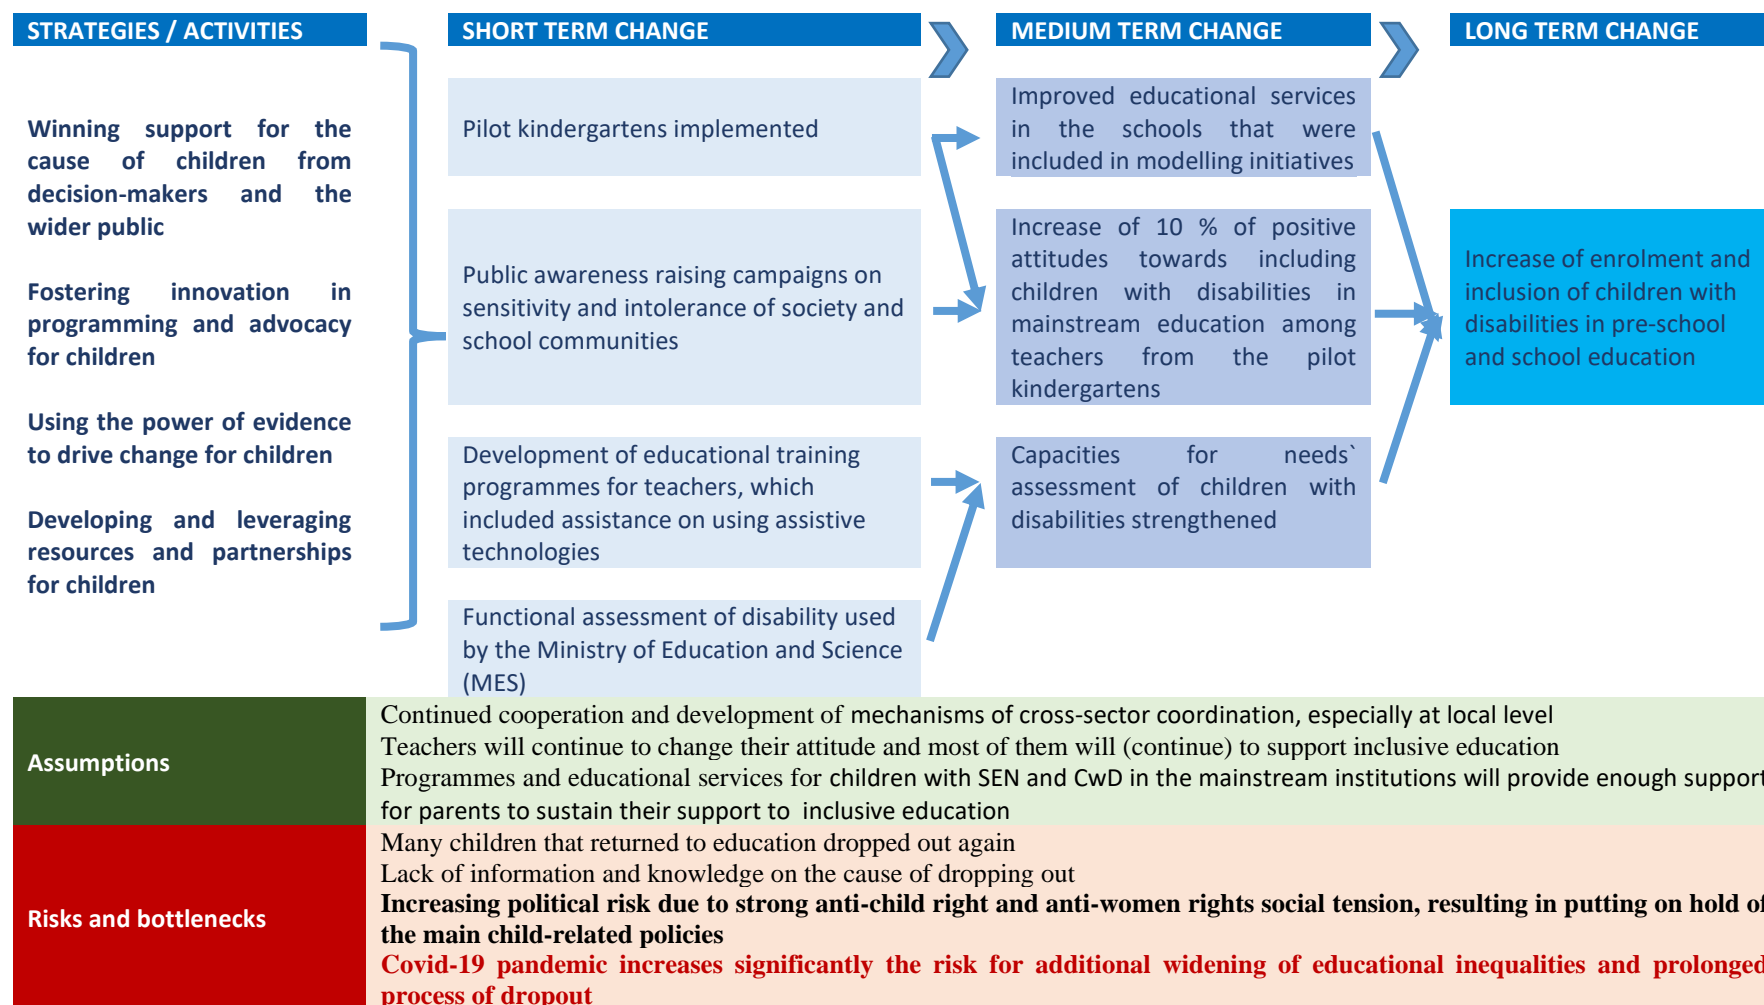 STRATEGIES / ACTIVITIES
SHORT TERM CHANGE
MEDIUM TERM CHANGE
LONG TERM CHANGE
Winning support for the
cause of children from
decision-makers and the
wider public
Fostering innovation in
programming and advocacy
for children
Using the power of evidence
to drive change for children
Developing and leveraging
resources and partnerships
for children
Pilot kindergartens implemented
Public awareness raising campaigns on
sensitivity and intolerance of society and
school communities
Development of educational training
programmes for teachers, which
included assistance on using assistive
technologies
Functional assessment of disability used
by the Ministry of Education and Science
(MES)
Improved educational services
in the schools that were
included in modelling initiatives
Increase of 10 % of positive
attitudes towards including
children with disabilities in
mainstream education among
teachers from the pilot
kindergartens
Capacities for needs`
assessment of children with
disabilities strengthened
Increase of enrolment and
inclusion of children with
disabilities in pre-school
and school education
Assumptions
Continued cooperation and development of mechanisms of cross-sector coordination, especially at local level
Teachers will continue to change their attitude and most of them will (continue) to support inclusive education
Programmes and educational services for children with SEN and CwD in the mainstream institutions will provide enough support
for parents to sustain their support to inclusive education
Risks and bottlenecks
Many children that returned to education dropped out again
Lack of information and knowledge on the cause of dropping out
Increasing political risk due to strong anti-child right and anti-women rights social tension, resulting in putting on hold of
the main child-related policies
Covid-19 pandemic increases significantly the risk for additional widening of educational inequalities and prolonged
process of dropout